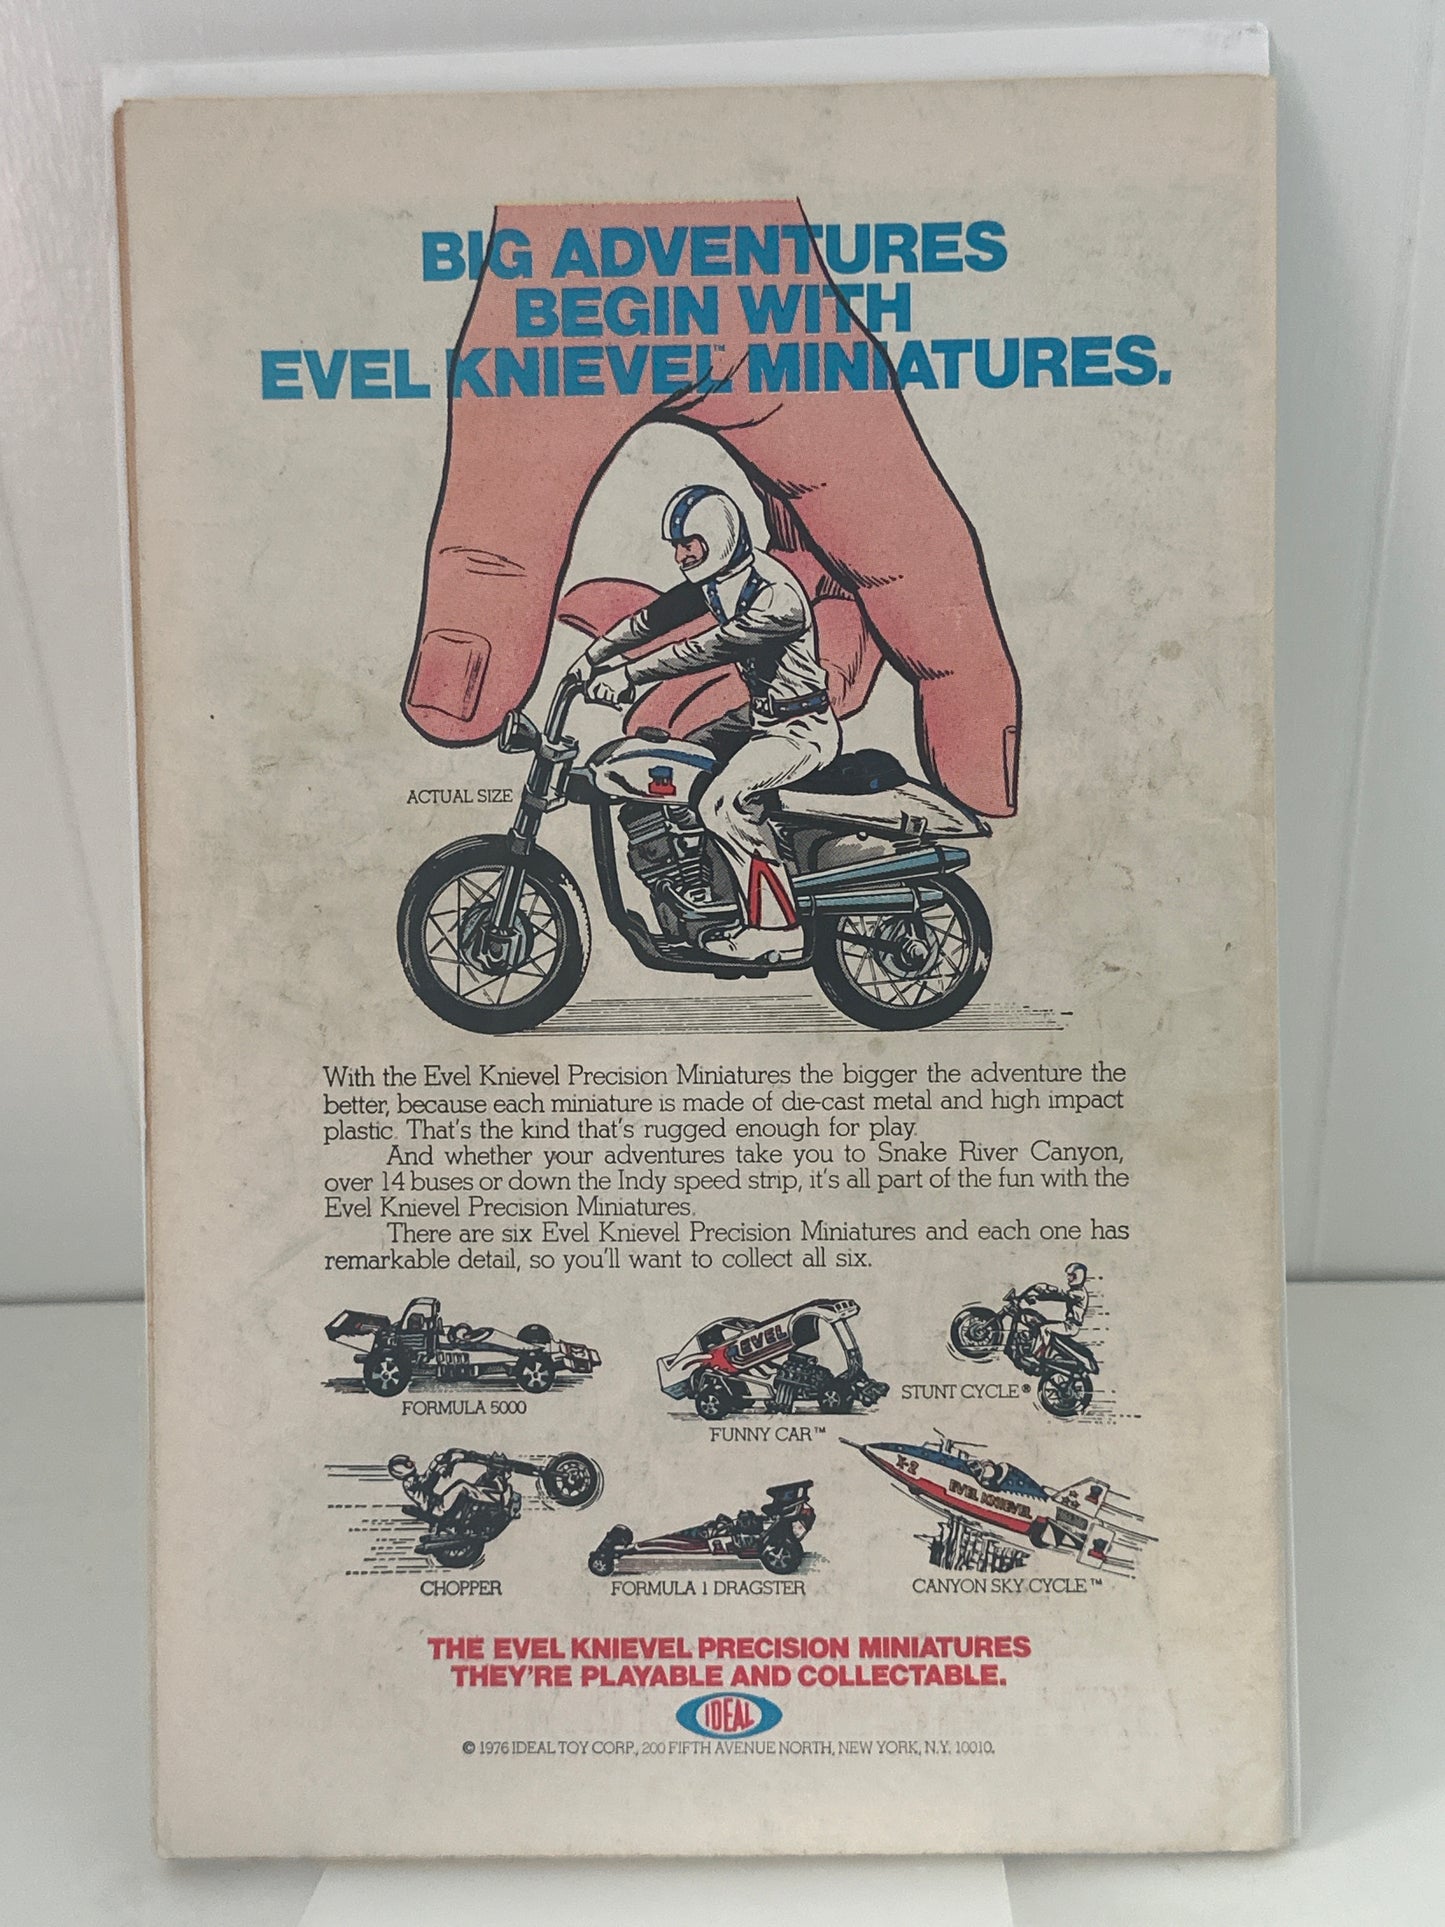 BIG ADVENTURES
BEGIN WITH
EVEL KNIEVEL™ MINIATURES.
ACTUAL SIZE
1
With the Evel Knievel Precision Miniatures the bigger the adventure the
better, because each miniature is made of die-cast metal and high impact
plastic. That's the kind that's rugged enough for play.
And whether your adventures take you to Snake River Canyon,
over 14 buses or down the Indy speed strip, it's all part of the fun with the
Evel Knievel Precision Miniatures.
There are six Evel Knievel Precision Miniatures and each one has
remarkable detail, so you'll want to collect all six.
EVEL
FORMULA 5000
FUNNY CAR™
STUNT CYCLE®
X-2
EVEL KNIEVEL
CHOPPER
FORMULA 1 DRAGSTER
CANYON SKY CYCLE™
THE EVEL KNIEVEL PRECISION MINIATURES
THEY'RE PLAYABLE AND COLLECTABLE.
IDEAL
© 1976 IDEAL TOY CORP., 200 FIFTH AVENUE NORTH, NEW YORK, N.Y. 10010.